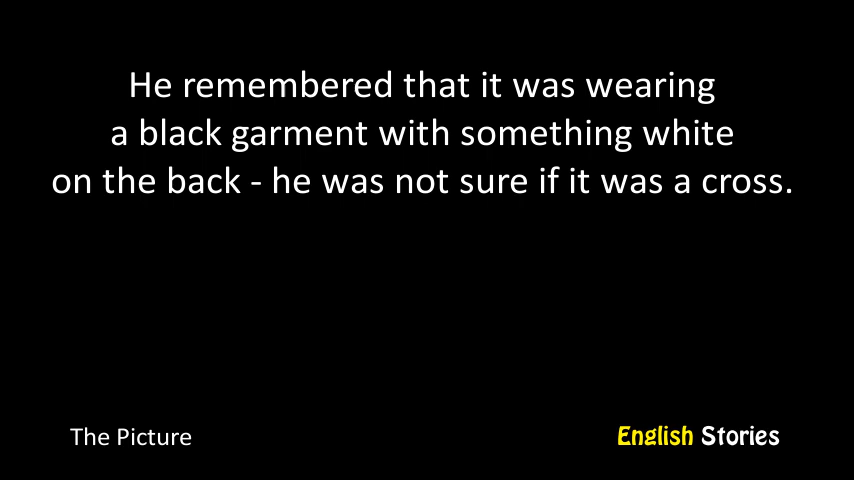 He remembered that it was wearing
a black garment with something white
on the back - he was not sure if it was a cross.
The Picture
English Stories